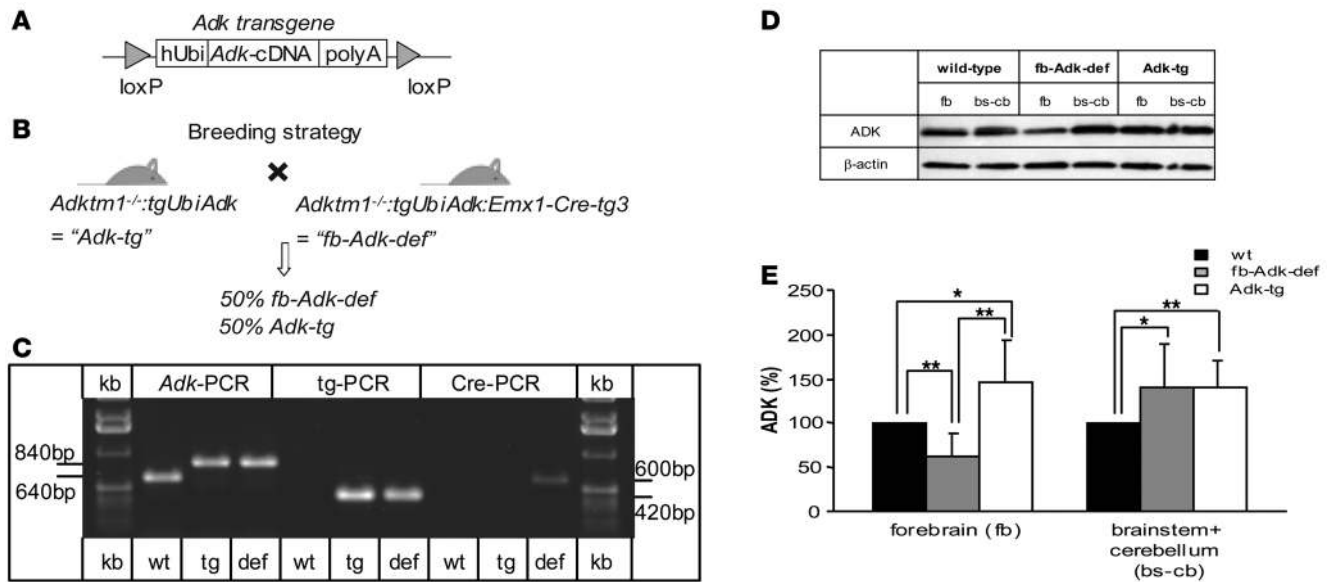 A
Adk transgene
hUbi Adk-cDNA polyA
loxP loxP
B
Breeding strategy
Adktm1-/-:tgUbiAdk Adktm1-/-:tgUbiAdk:Emx1-Cre-tg3
= “Adk-tg” = “fb-Adk-def”
50% fb-Adk-def
50% Adk-tg
C
kb Adk-PCR tg-PCR Cre-PCR kb
840bp
640bp
600bp
420bp
kb wt tg def wt tg def wt tg def kb
D
wild-type fb-Adk-def Adk-tg
fb bs-cb fb bs-cb fb bs-cb
ADK
β-actin
E
wt
fb-Adk-def
Adk-tg
ADK (%)
250
200
150
100
50
0
* ** ** * **
forebrain (fb)
brainstem+
cerebellum
(bs-cb)